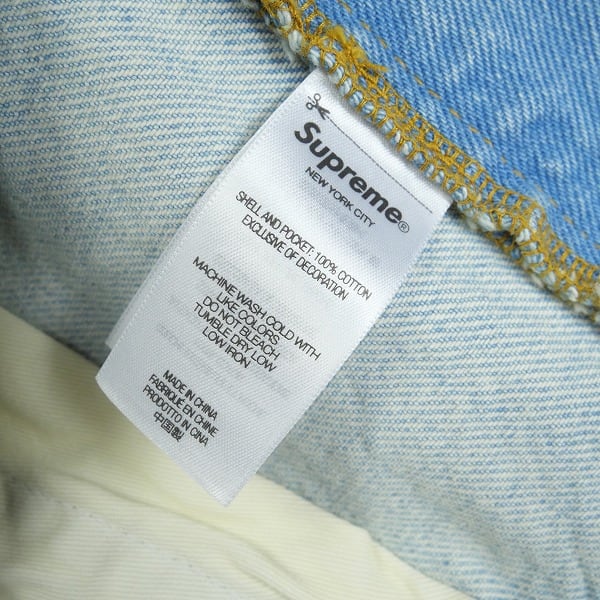 Supreme®
NEW YORK CITY
SHELL AND POCKET: 100% COTTON
EXCLUSIVE OF DECORATION
MACHINE WASH COLD WITH
LIKE COLORS
DO NOT BLEACH
TUMBLE DRY LOW
LOW IRON
MADE IN CHINA
FABRIQUÉ EN CHINE
PRODOTTO IN CINA
中国製